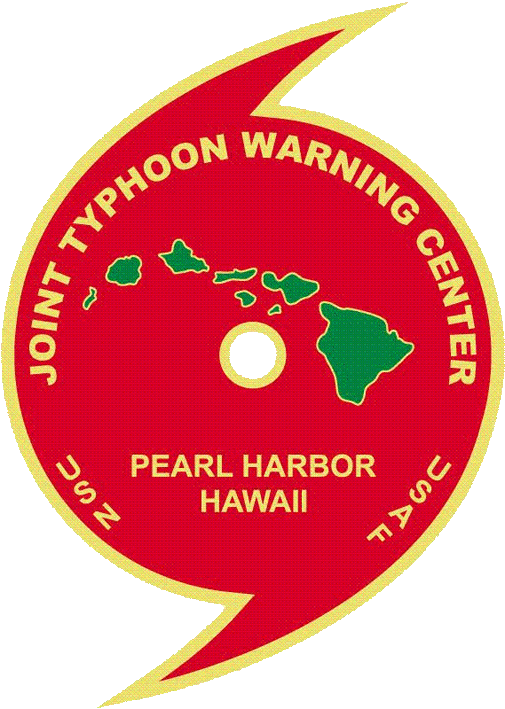 JOINT TYPHOON WARNING CENTER
PEARL HARBOR
HAWAII
USN
USAF